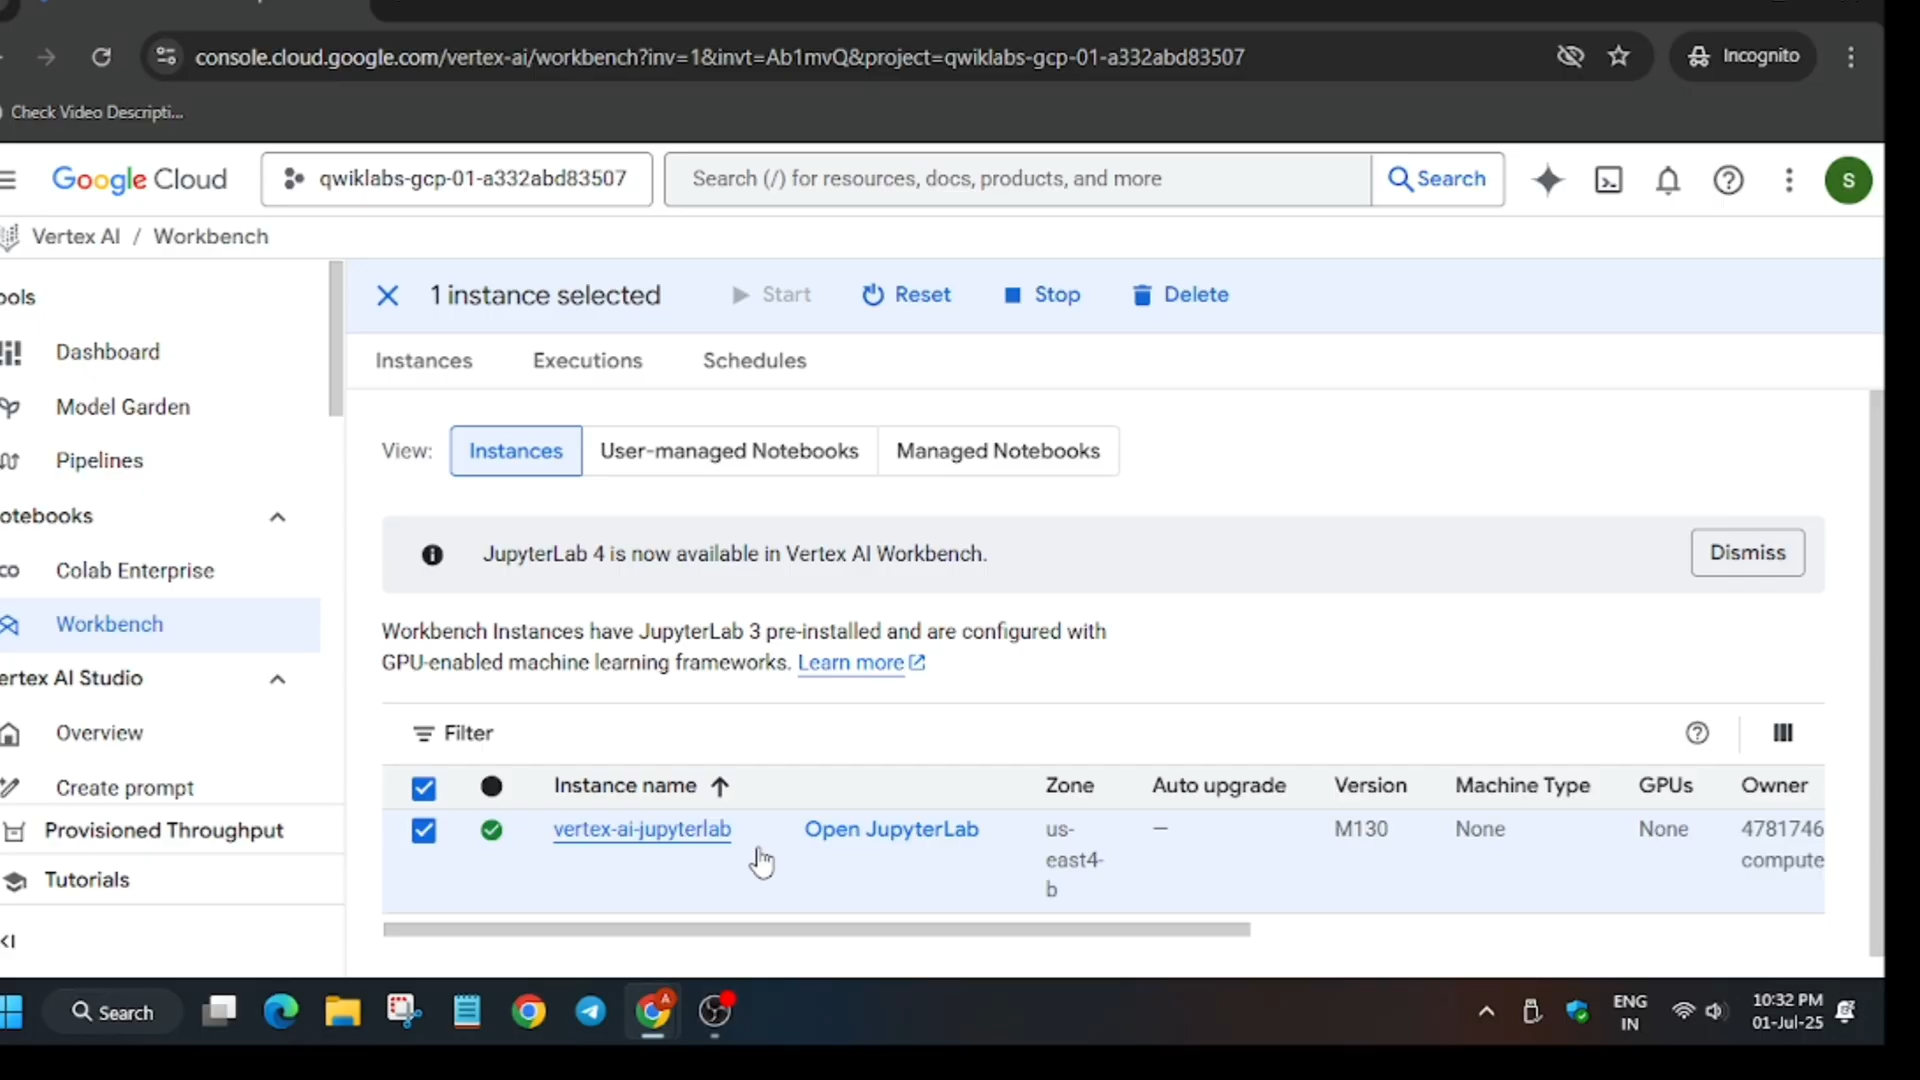 console.cloud.google.com/vertex-ai/workbench?inv=1&invt=Ab1mvQ&project=qwiklabs-gcp-01-a332abd83507
Incognito
Check Video Descripti...
Google Cloud
qwiklabs-gcp-01-a332abd83507
Search (/) for resources, docs, products, and more
Search
S
Vertex AI / Workbench
ools
Dashboard
Model Garden
Pipelines
otebooks
Colab Enterprise
Workbench
ertex AI Studio
Overview
Create prompt
Provisioned Throughput
Tutorials
1 instance selected
Start
Reset
Stop
Delete
Instances
Executions
Schedules
View:
Instances
User-managed Notebooks
Managed Notebooks
JupyterLab 4 is now available in Vertex AI Workbench.
Dismiss
Workbench Instances have JupyterLab 3 pre-installed and are configured with
GPU-enabled machine learning frameworks. Learn more
Filter
Instance name
Zone
Auto upgrade
Version
Machine Type
GPUs
Owner
vertex-ai-jupyterlab
Open JupyterLab
us-
east4-
b
—
M130
None
None
4781746
compute
Search
ENG
IN
10:32 PM
01-Jul-25